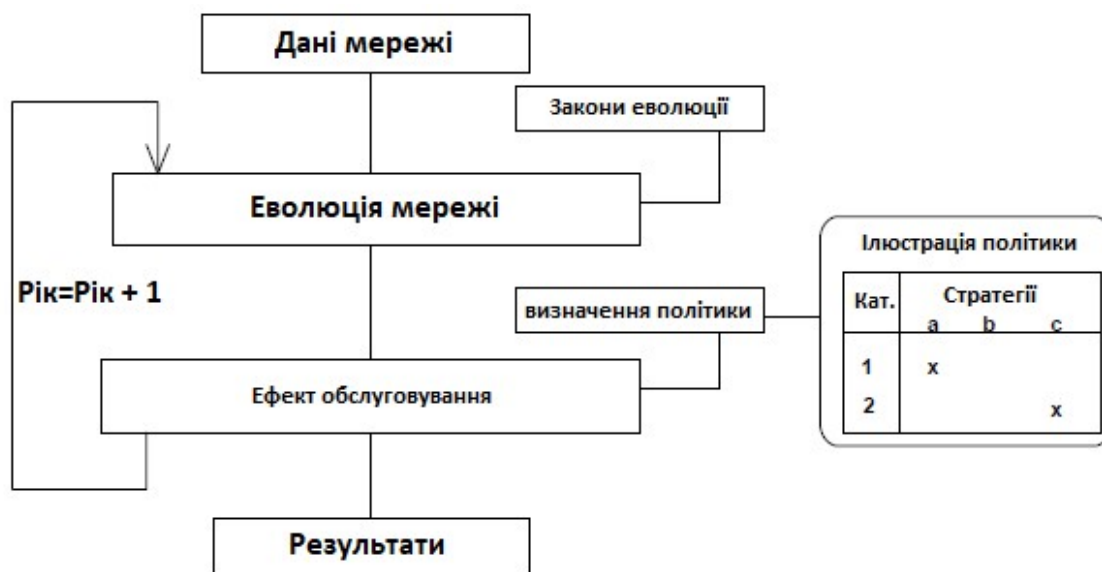 Дані мережі
Закони еволюції
Еволюція мережі
Рік=Рік + 1
визначення політики
Ілюстрація політики
Кат. Стратегії
a b c
1 x
2 x
Ефект обслуговування
Результати